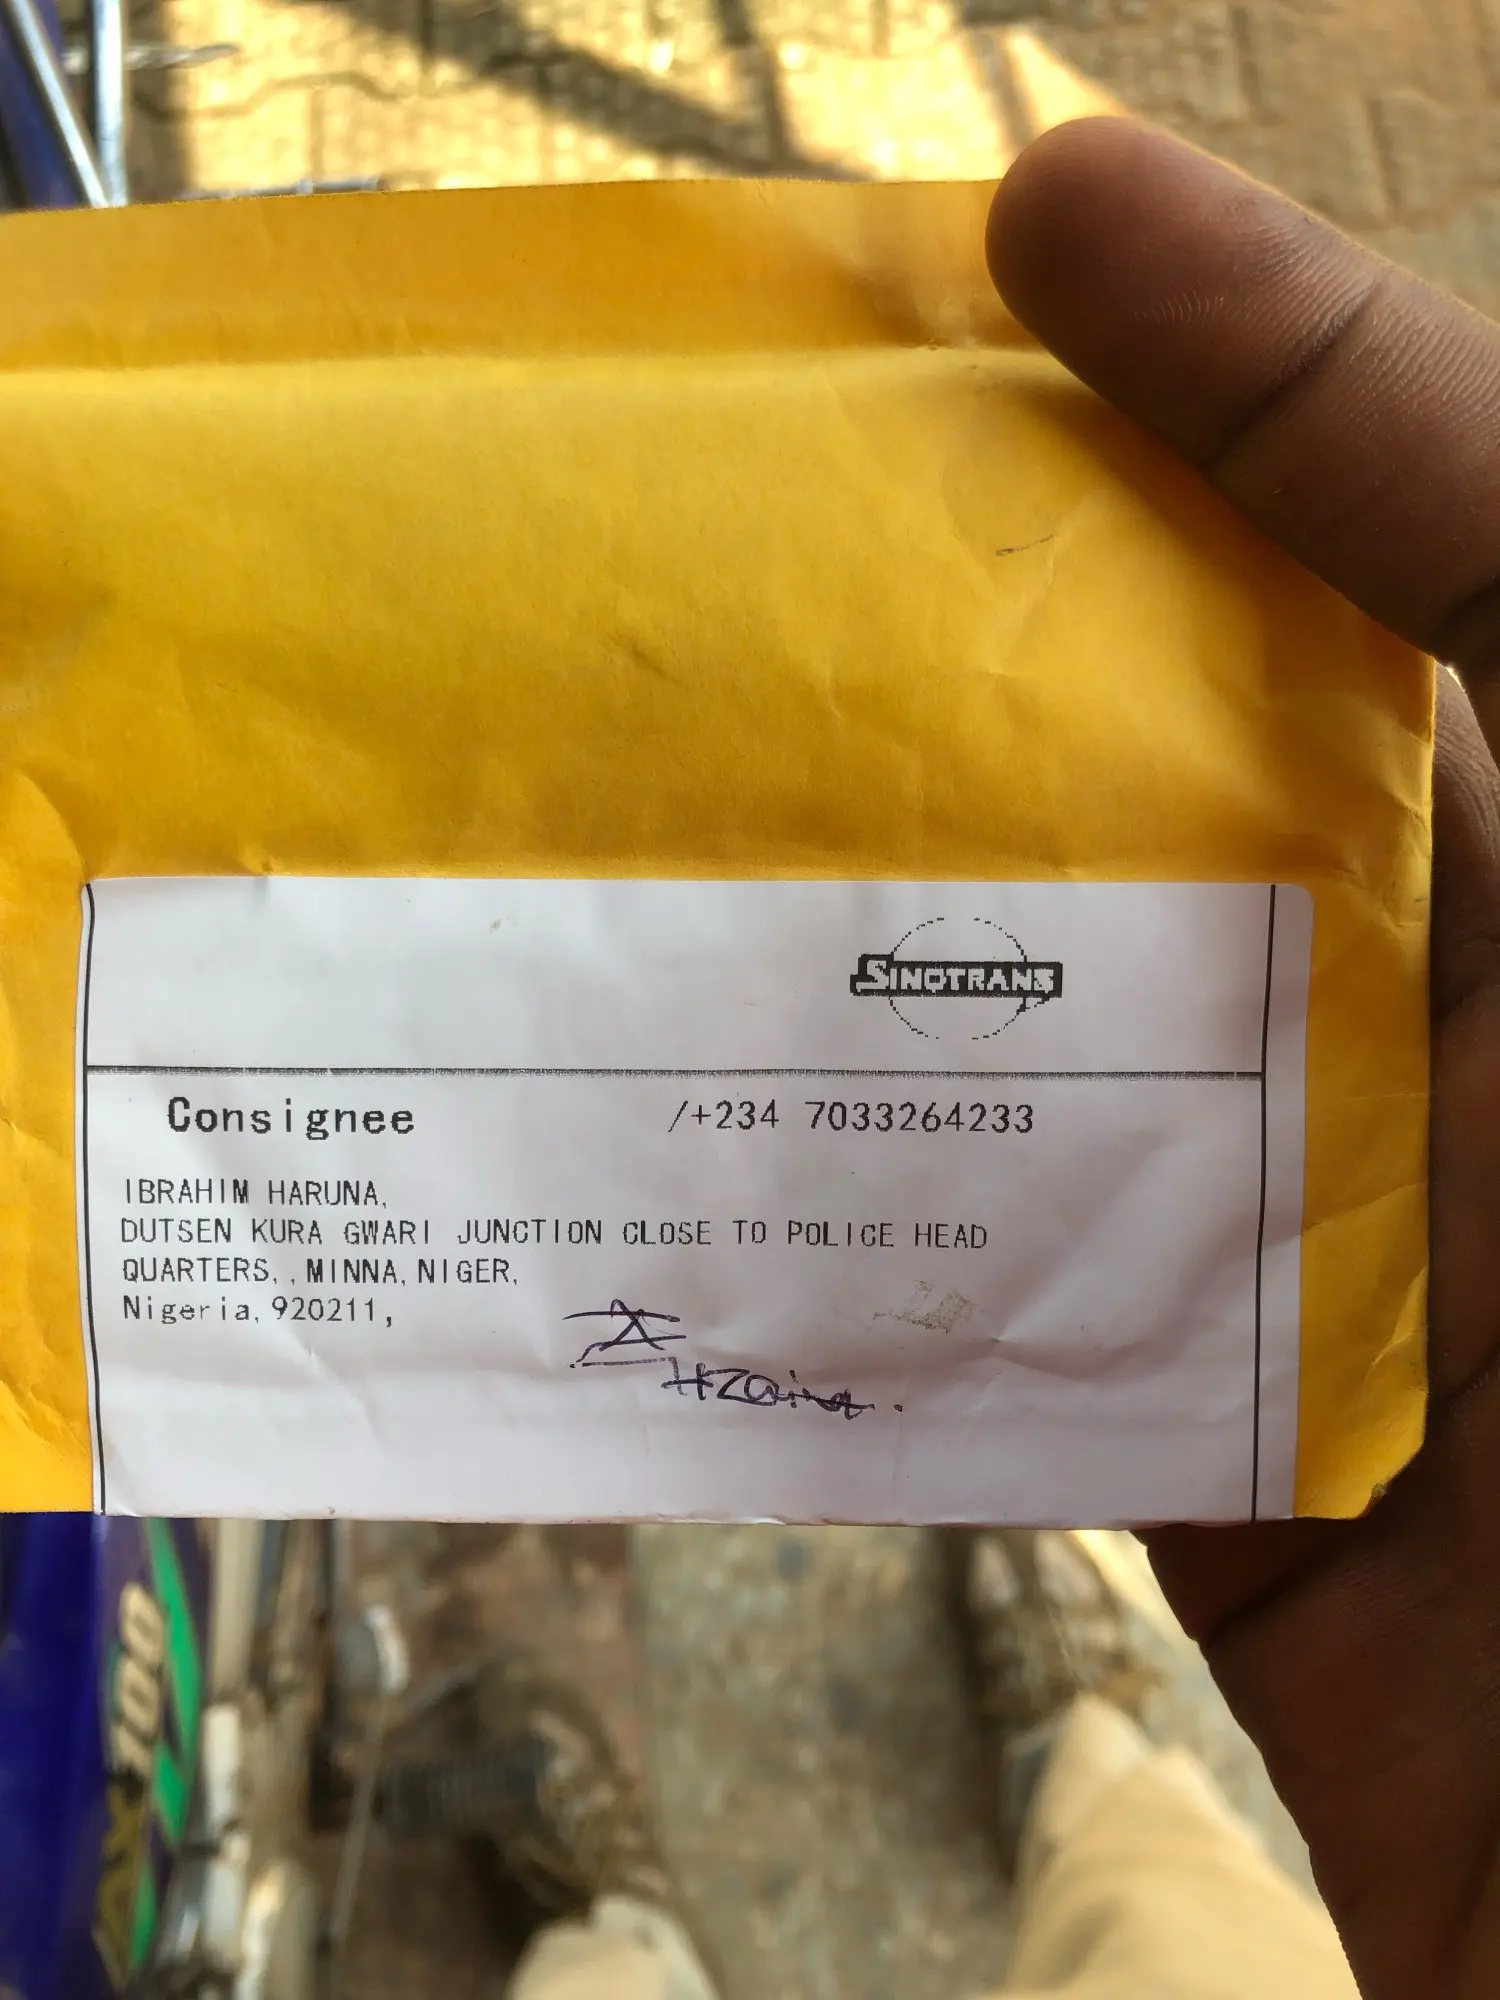 SINOTRANS
Consignee /+234 7033264233
IBRAHIM HARUNA,
DUTSEN KURA GWARI JUNCTION CLOSE TO POLICE HEAD
QUARTERS, , MINNA, NIGER,
Nigeria, 920211,
100